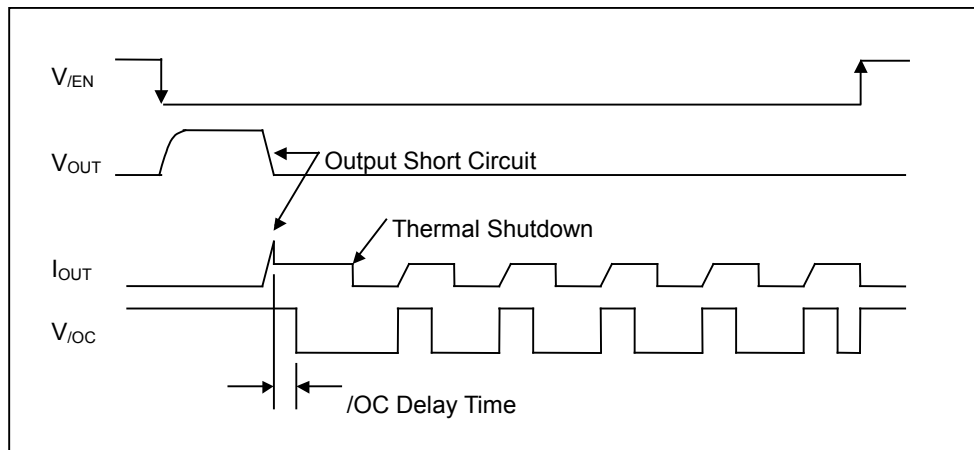 V/EN
VOUT
Output Short Circuit
Thermal Shutdown
IOUT
V/OC
/OC Delay Time